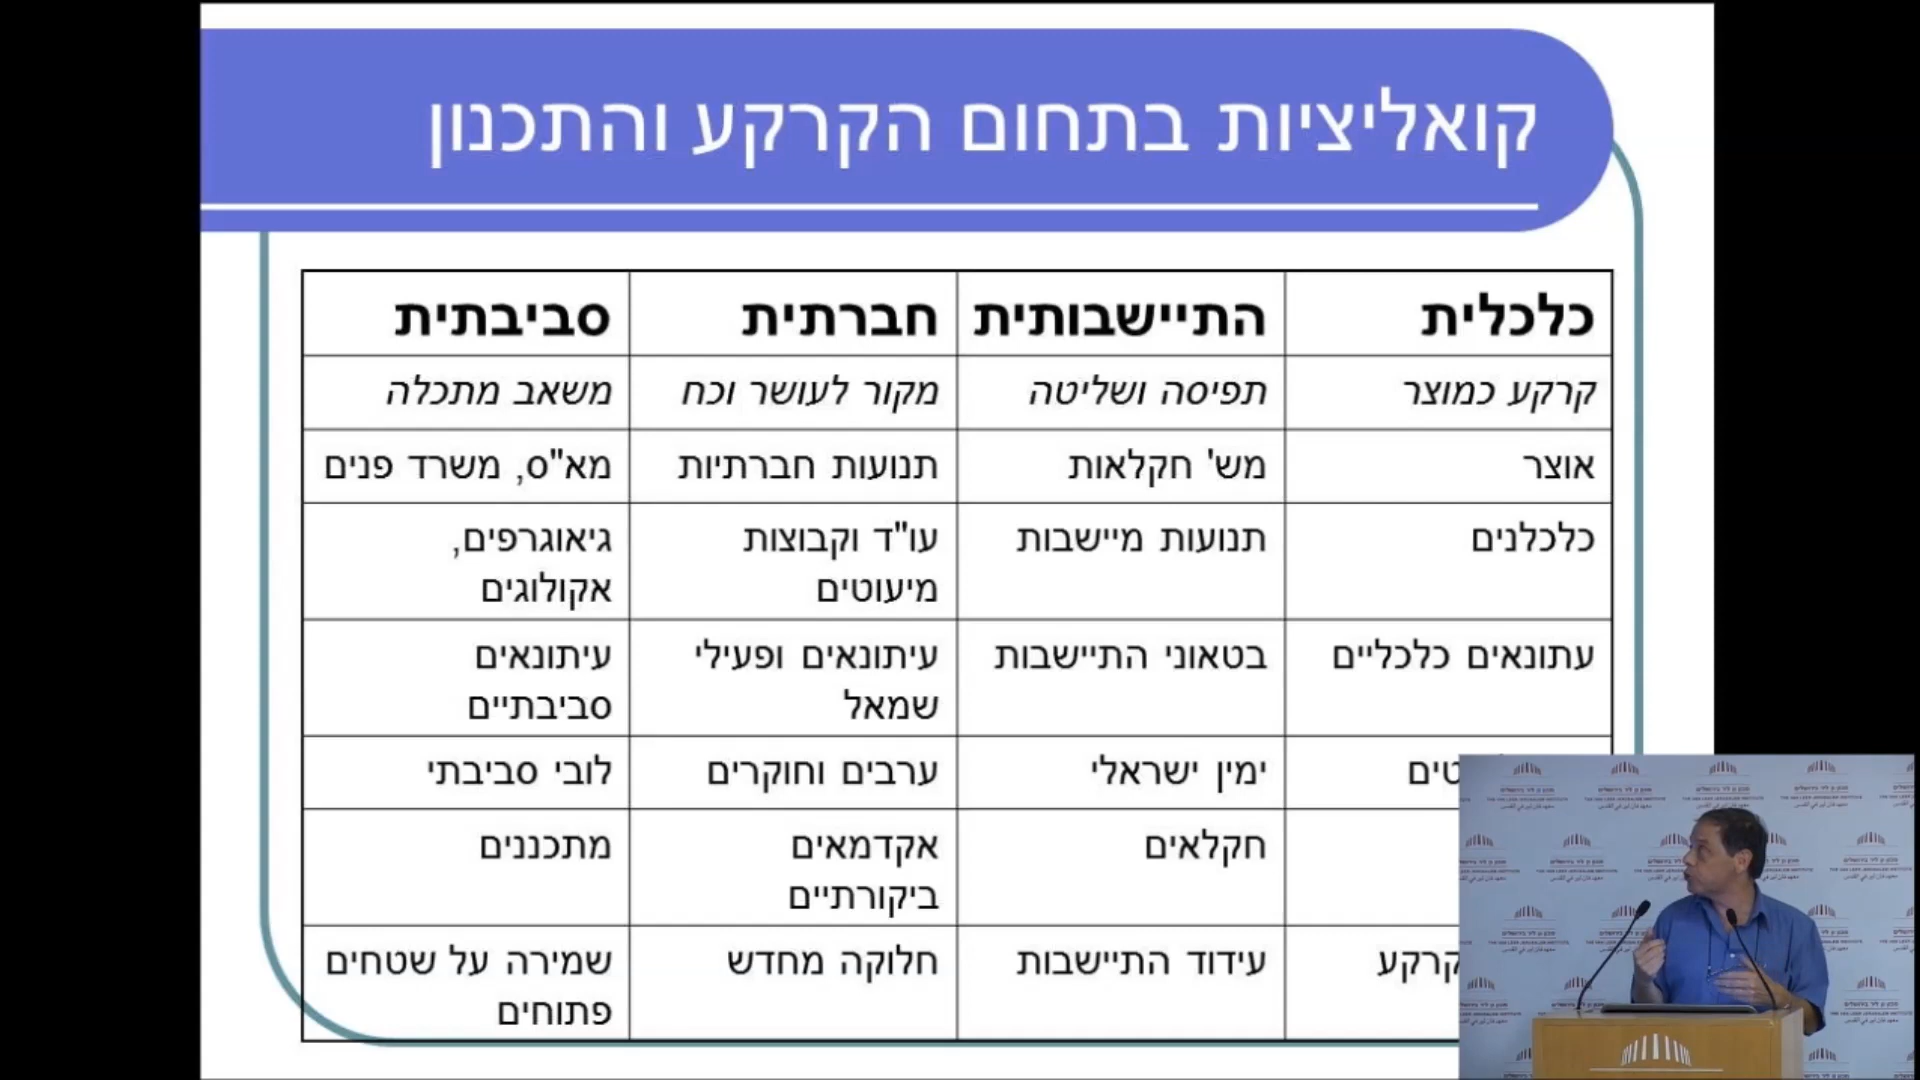 קואליציות בתחום הקרקע והתכנון
כלכלית התיישבותית חברתית סביבתית
קרקע כמוצר תפיסה ושליטה מקור לעושר וכח משאב מתכלה
אוצר מש' חקלאות תנועות חברתיות מא"ס, משרד פנים
כלכלנים תנועות מיישבות עו"ד וקבוצות גיאוגרפים,
מיעוטים אקולוגים
עתונאים כלכליים בטאוני התיישבות עיתונאים ופעילי עיתונאים
שמאל סביבתיים
ימין ישראלי ערבים וחוקרים לובי סביבתי
חקלאים אקדמאים מתכננים
ביקורתיים
קרקע עידוד התיישבות חלוקה מחדש שמירה על שטחים
פתוחים